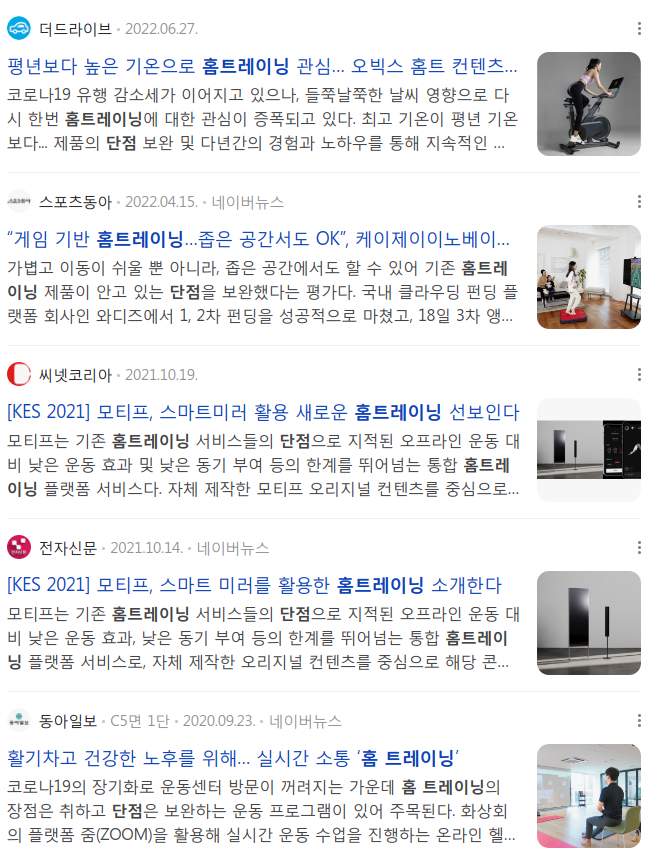 더드라이브 · 2022.06.27.
평년보다 높은 기온으로 홈트레이닝 관심... 오빅스 홈트 컨텐츠...
코로나19 유행 감소세가 이어지고 있으나, 들쭉날쭉한 날씨 영향으로 다
시 한번 홈트레이닝에 대한 관심이 증폭되고 있다. 최고 기온이 평년 기온
보다... 제품의 단점 보완 및 다년간의 경험과 노하우를 통해 지속적인 ...
스포츠동아 · 2022.04.15. · 네이버뉴스
“게임 기반 홈트레이닝...좁은 공간서도 OK”, 케이제이이노베이...
가볍고 이동이 쉬울 뿐 아니라, 좁은 공간에서도 할 수 있어 기존 홈트레
이닝 제품이 안고 있는 단점을 보완했다는 평가다. 국내 클라우딩 펀딩 플
랫폼 회사인 와디즈에서 1, 2차 펀딩을 성공적으로 마쳤고, 18일 3차 앵...
씨넷코리아 · 2021.10.19.
[KES 2021] 모티프, 스마트미러 활용 새로운 홈트레이닝 선보인다
모티프는 기존 홈트레이닝 서비스들의 단점으로 지적된 오프라인 운동 대
비 낮은 운동 효과 및 낮은 동기 부여 등의 한계를 뛰어넘는 통합 홈트레
이닝 플랫폼 서비스다. 자체 제작한 모티프 오리지널 컨텐츠를 중심으로...
전자신문 · 2021.10.14. · 네이버뉴스
[KES 2021] 모티프, 스마트 미러를 활용한 홈트레이닝 소개한다
모티프는 기존 홈트레이닝 서비스들의 단점으로 지적된 오프라인 운동 대
비 낮은 운동 효과, 낮은 동기 부여 등의 한계를 뛰어넘는 통합 홈트레이
닝 플랫폼 서비스로, 자체 제작한 오리지널 컨텐츠를 중심으로 해당 콘...
동아일보 · C5면 1단 · 2020.09.23. · 네이버뉴스
활기차고 건강한 노후를 위해... 실시간 소통 ‘홈 트레이닝’
코로나19의 장기화로 운동센터 방문이 꺼려지는 가운데 홈 트레이닝의
장점은 취하고 단점은 보완하는 운동 프로그램이 있어 주목된다. 화상회
의 플랫폼 줌(ZOOM)을 활용해 실시간 운동 수업을 진행하는 온라인 헬...